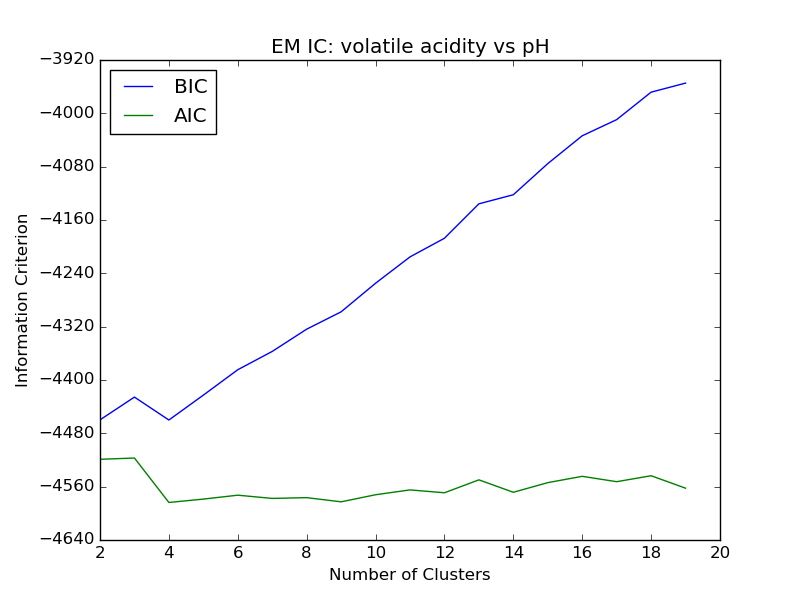 EM IC: volatile acidity vs pH
BIC
AIC
−3920
−4000
−4080
−4160
−4240
−4320
−4400
−4480
−4560
−4640
Information Criterion
2 4 6 8 10 12 14 16 18 20
Number of Clusters